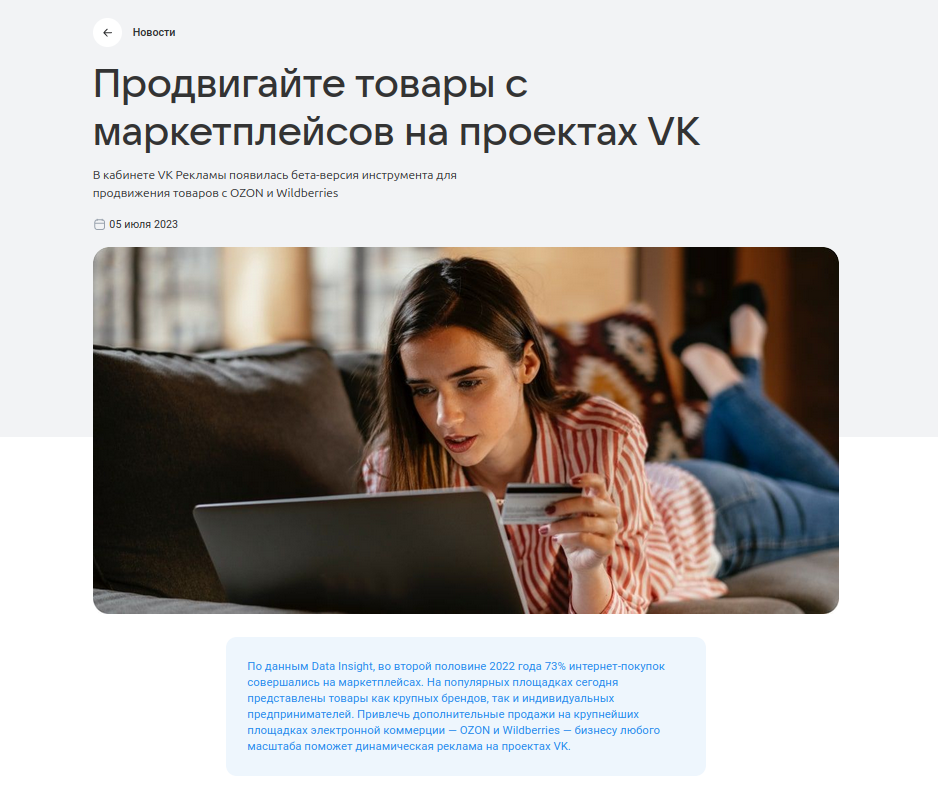 Новости
Продвигайте товары с
маркетплейсов на проектах VK
В кабинете VK Рекламы появилась бета-версия инструмента для
продвижения товаров с OZON и Wildberries
05 июля 2023
По данным Data Insight, во второй половине 2022 года 73% интернет-покупок
совершались на маркетплейсах. На популярных площадках сегодня
представлены товары как крупных брендов, так и индивидуальных
предпринимателей. Привлечь дополнительные продажи на крупнейших
площадках электронной коммерции — OZON и Wildberries — бизнесу любого
масштаба поможет динамическая реклама на проектах VK.